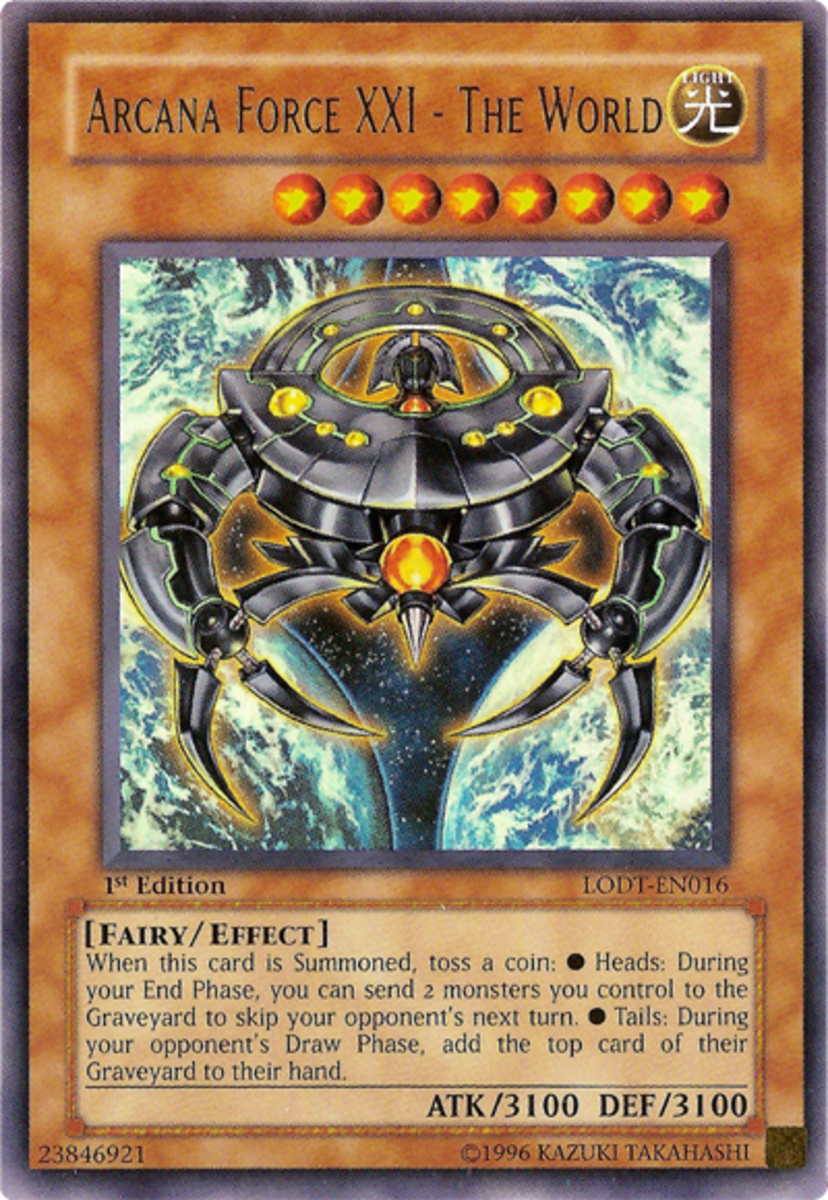 ARCANA FORCE XXI - THE WORLD
LIGHT
光
1st Edition
LODT-EN016
[FAIRY/EFFECT]
When this card is Summoned, toss a coin: ● Heads: During
your End Phase, you can send 2 monsters you control to the
Graveyard to skip your opponent's next turn. ● Tails: During
your opponent's Draw Phase, add the top card of their
Graveyard to their hand.
ATK/3100 DEF/3100
23846921
©1996 KAZUKI TAKAHASHI